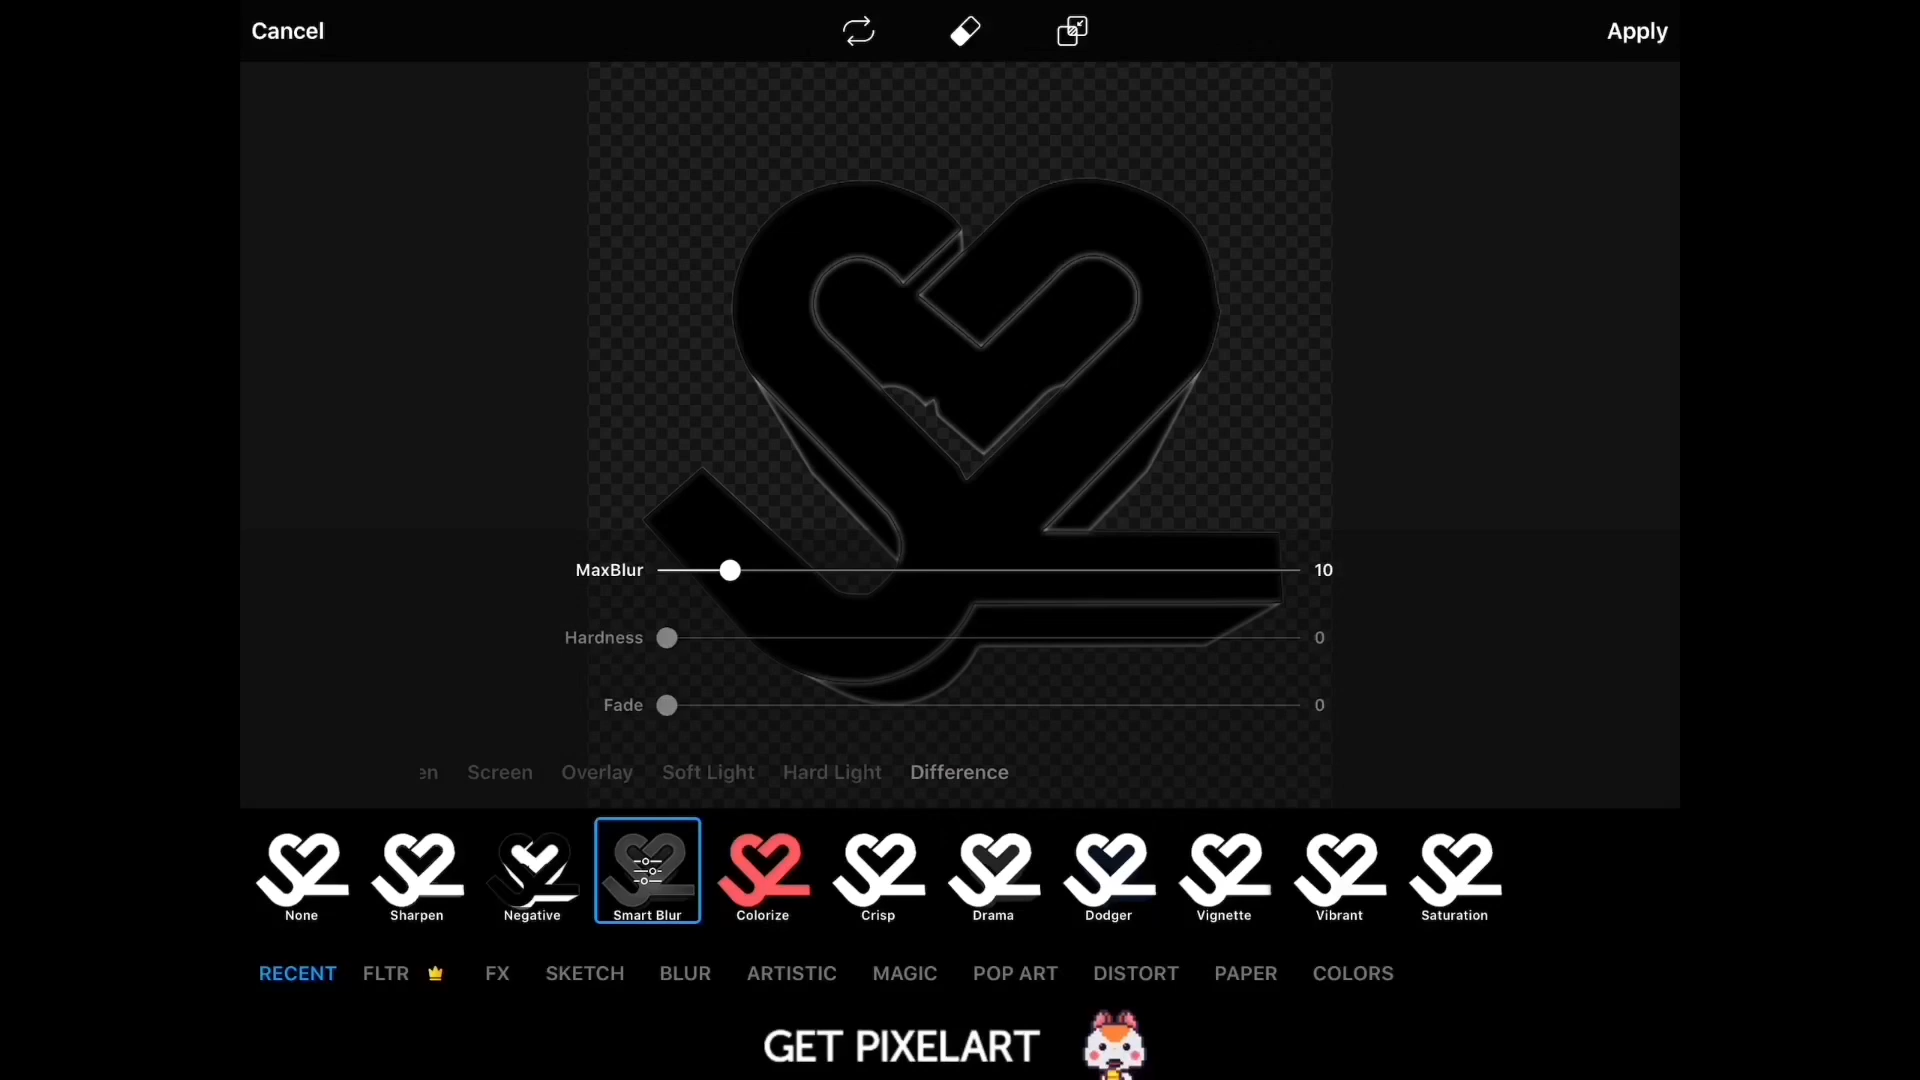 Cancel
Apply
MaxBlur 10
Hardness 0
Fade 0
en Screen Overlay Soft Light Hard Light Difference
None Sharpen Negative Smart Blur Colorize Crisp Drama Dodger Vignette Vibrant Saturation
RECENT FLTR FX SKETCH BLUR ARTISTIC MAGIC POP ART DISTORT PAPER COLORS
GET PIXELART